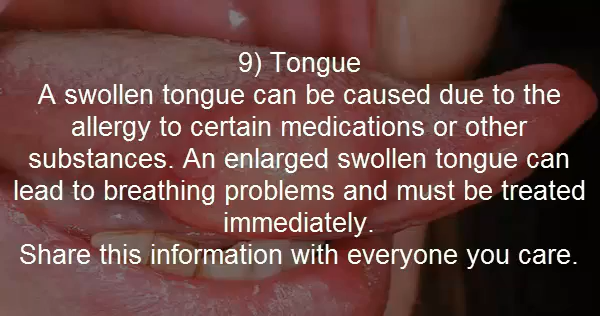 9) Tongue
A swollen tongue can be caused due to the
allergy to certain medications or other
substances. An enlarged swollen tongue can
lead to breathing problems and must be treated
immediately.
Share this information with everyone you care.